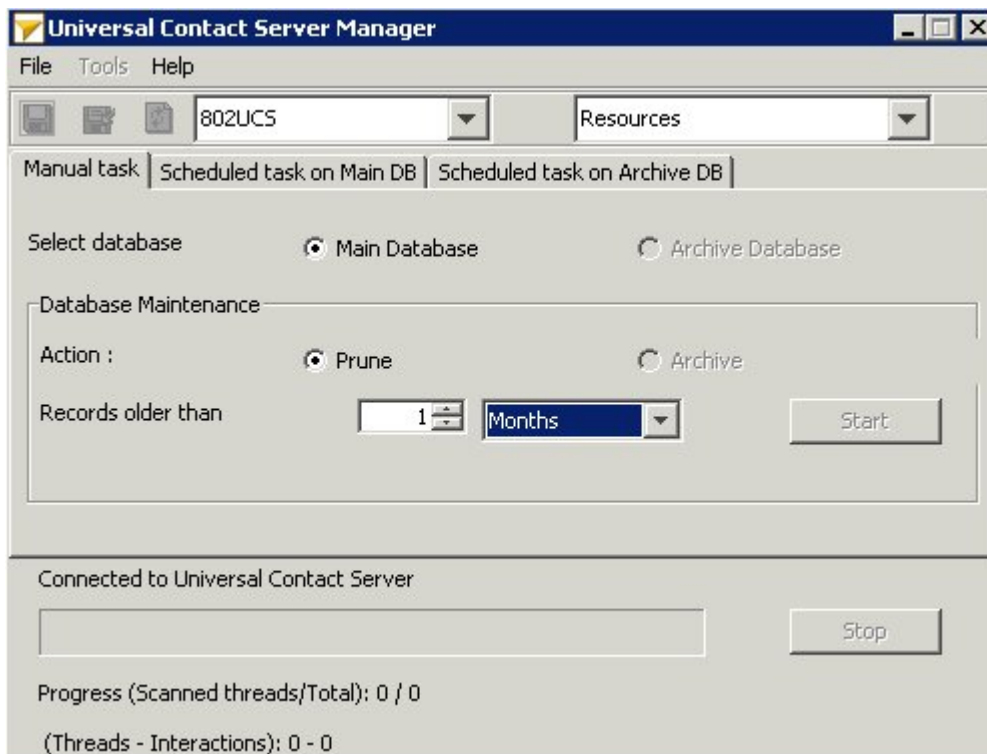 Universal Contact Server Manager
File Tools Help
802UCS Resources
Manual task Scheduled task on Main DB Scheduled task on Archive DB
Select database Main Database Archive Database
Database Maintenance
Action : Prune Archive
Records older than 1 Months Start
Connected to Universal Contact Server
Stop
Progress (Scanned threads/Total): 0 / 0
(Threads - Interactions): 0 - 0